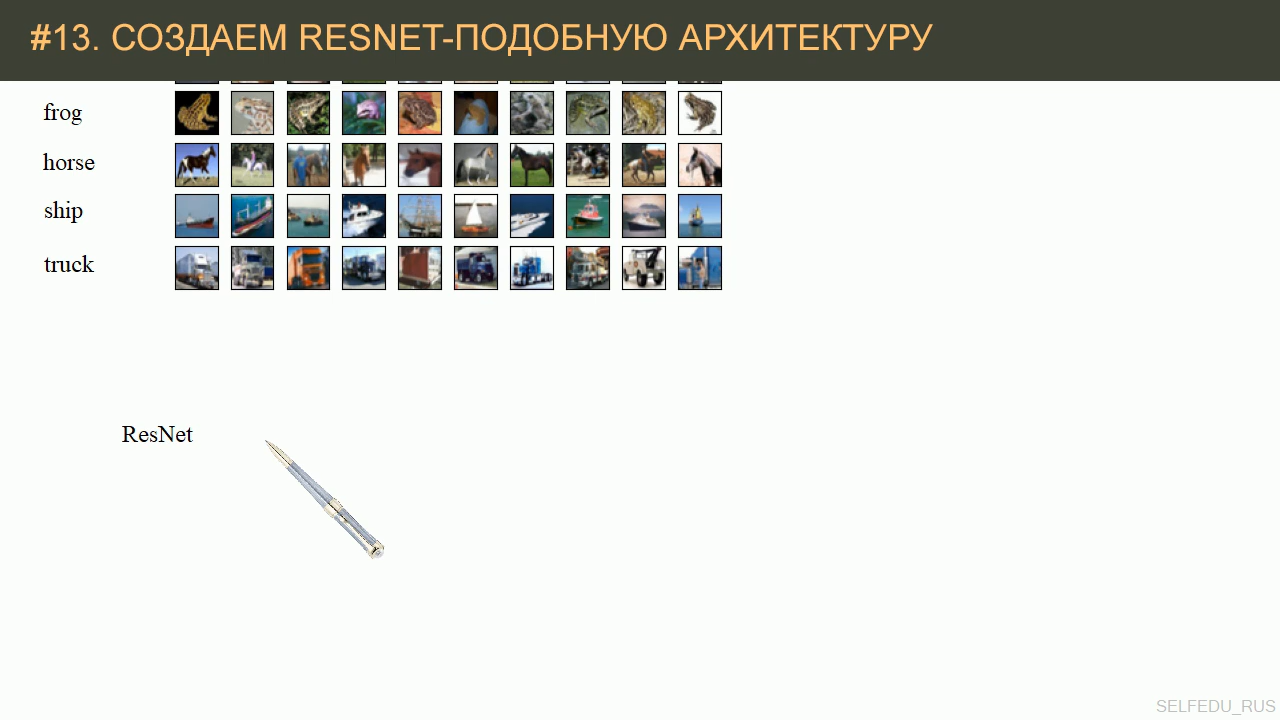 #13. СОЗДАЕМ RESNET-ПОДОБНУЮ АРХИТЕКТУРУ
frog
horse
ship
truck
ResNet
SELFEDU_RUS